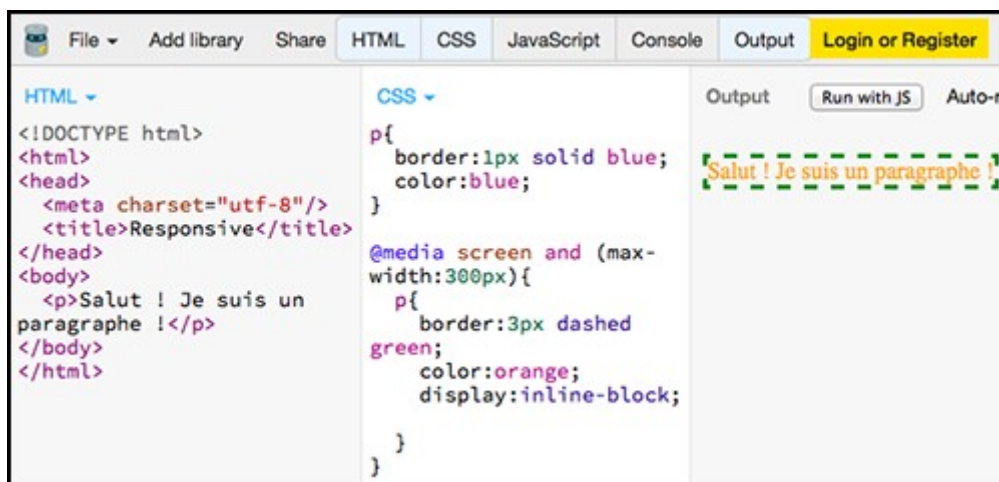 File Add library Share HTML CSS JavaScript Console Output Login or Register
HTML
<!DOCTYPE html>
<html>
<head>
<meta charset="utf-8"/>
<title>Responsive</title>
</head>
<body>
<p>Salut ! Je suis un
paragraphe !</p>
</body>
</html>
CSS
p{
border:1px solid blue;
color:blue;
}
@media screen and (max-
width:300px){
p{
border:3px dashed
green;
color:orange;
display:inline-block;
}
}
Output Run with JS Auto-r
Salut ! Je suis un paragraphe !